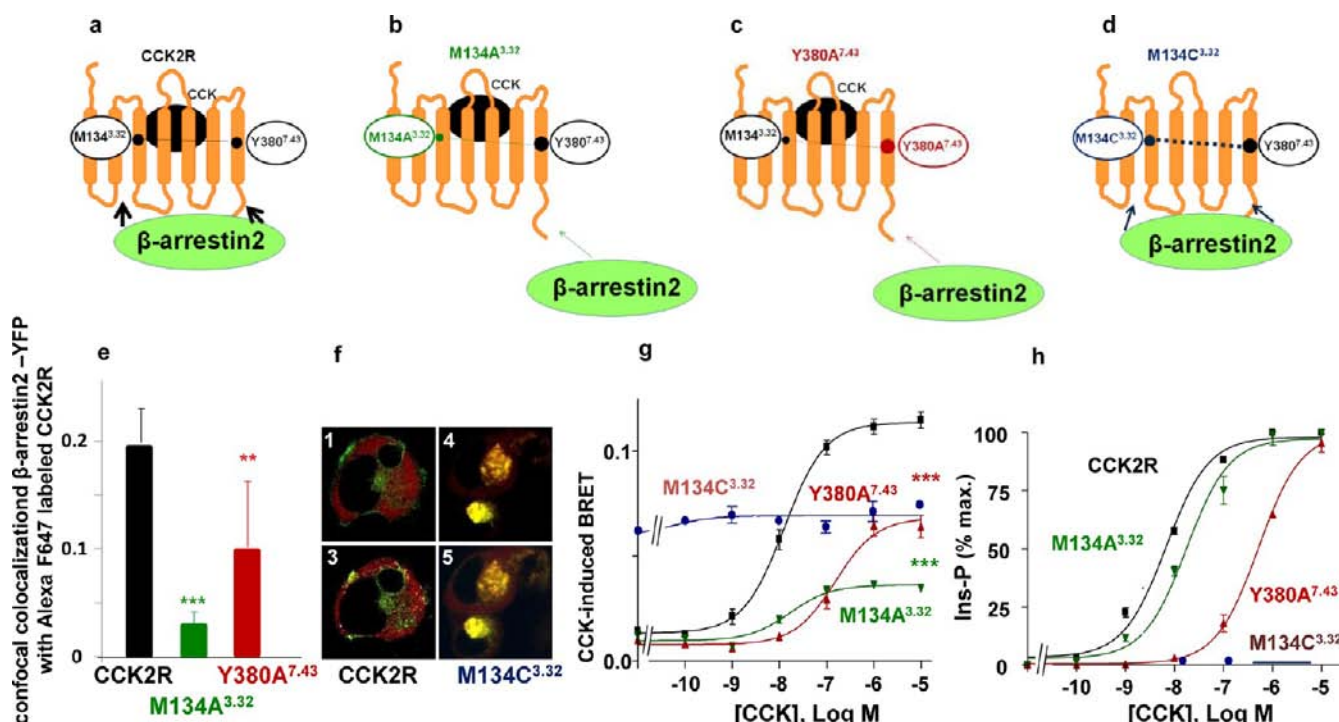 a
CCK2R
CCK
M134³·³²
Y380⁷·⁴³
β-arrestin2
b
M134A³·³²
CCK
M134A³·³²
Y380⁷·⁴³
β-arrestin2
c
Y380A⁷·⁴³
CCK
M134³·³²
Y380A⁷·⁴³
β-arrestin2
d
M134C³·³²
M134C³·³²
Y380⁷·⁴³
β-arrestin2
e
confocal colocalization β-arrestin2 –YFP
with Alexa F647 labeled CCK2R
0.2
0.1
0
***
**
CCK2R
M134A³·³²
Y380A⁷·⁴³
f
1
4
3
5
CCK2R
M134C³·³²
g
CCK-induced BRET
0.1
0.0
M134C³·³²
Y380A⁷·⁴³
***
***
M134A³·³²
-10 -9 -8 -7 -6 -5
[CCK], Log M
h
Ins-P (% max.)
100
75
50
25
0
CCK2R
M134A³·³²
Y380A⁷·⁴³
M134C³·³²
-10 -9 -8 -7 -6 -5
[CCK], Log M